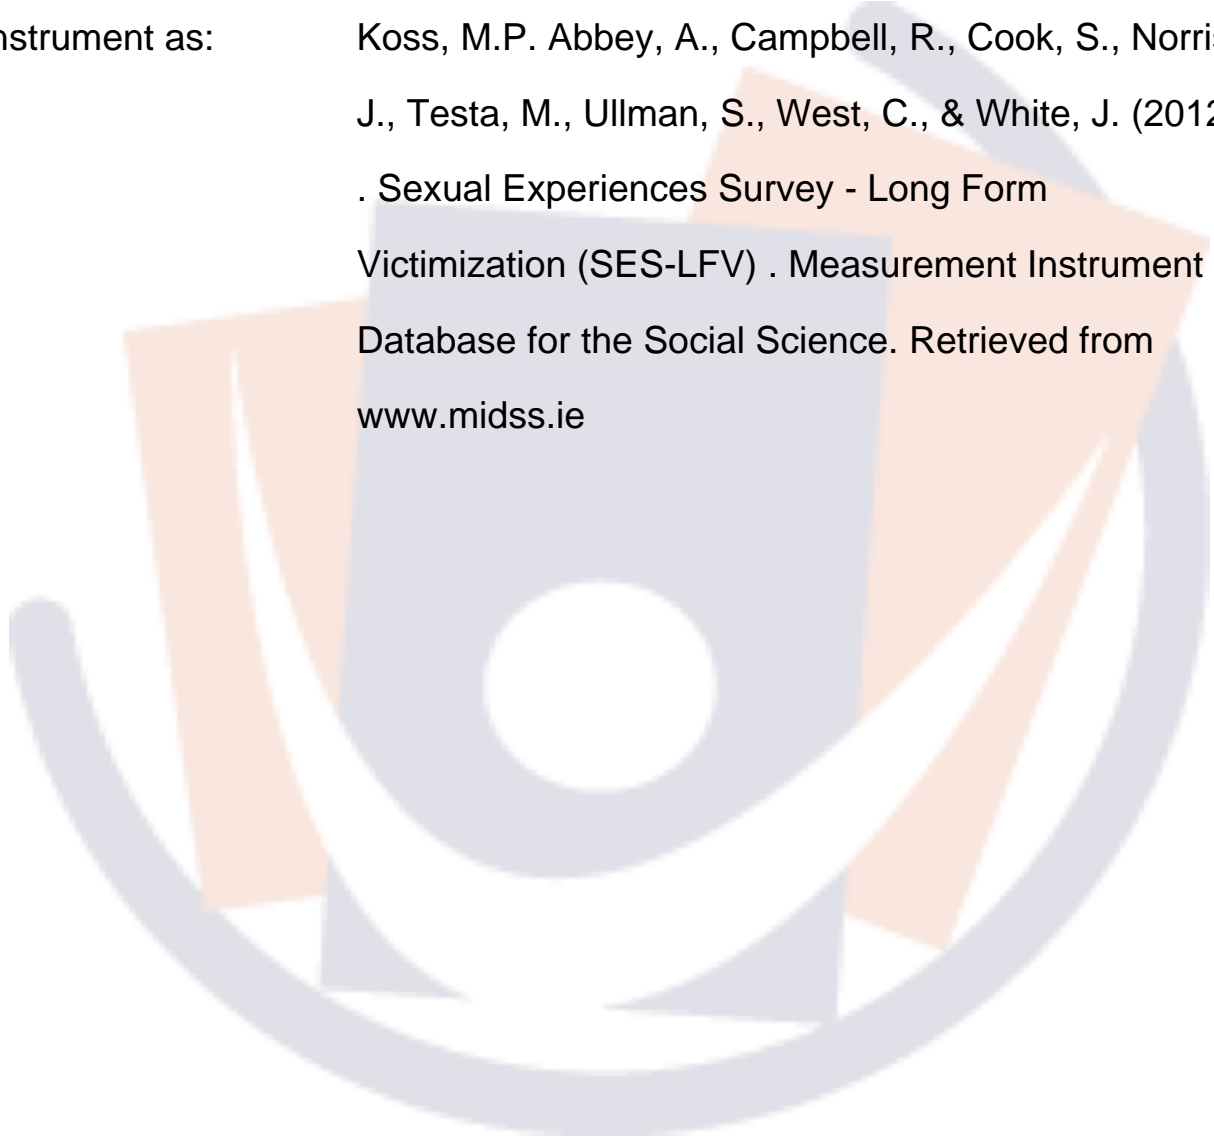 nstrument as: Koss, M.P. Abbey, A., Campbell, R., Cook, S., Norris
J., Testa, M., Ullman, S., West, C., & White, J. (2012
. Sexual Experiences Survey - Long Form
Victimization (SES-LFV) . Measurement Instrument
Database for the Social Science. Retrieved from
www.midss.ie